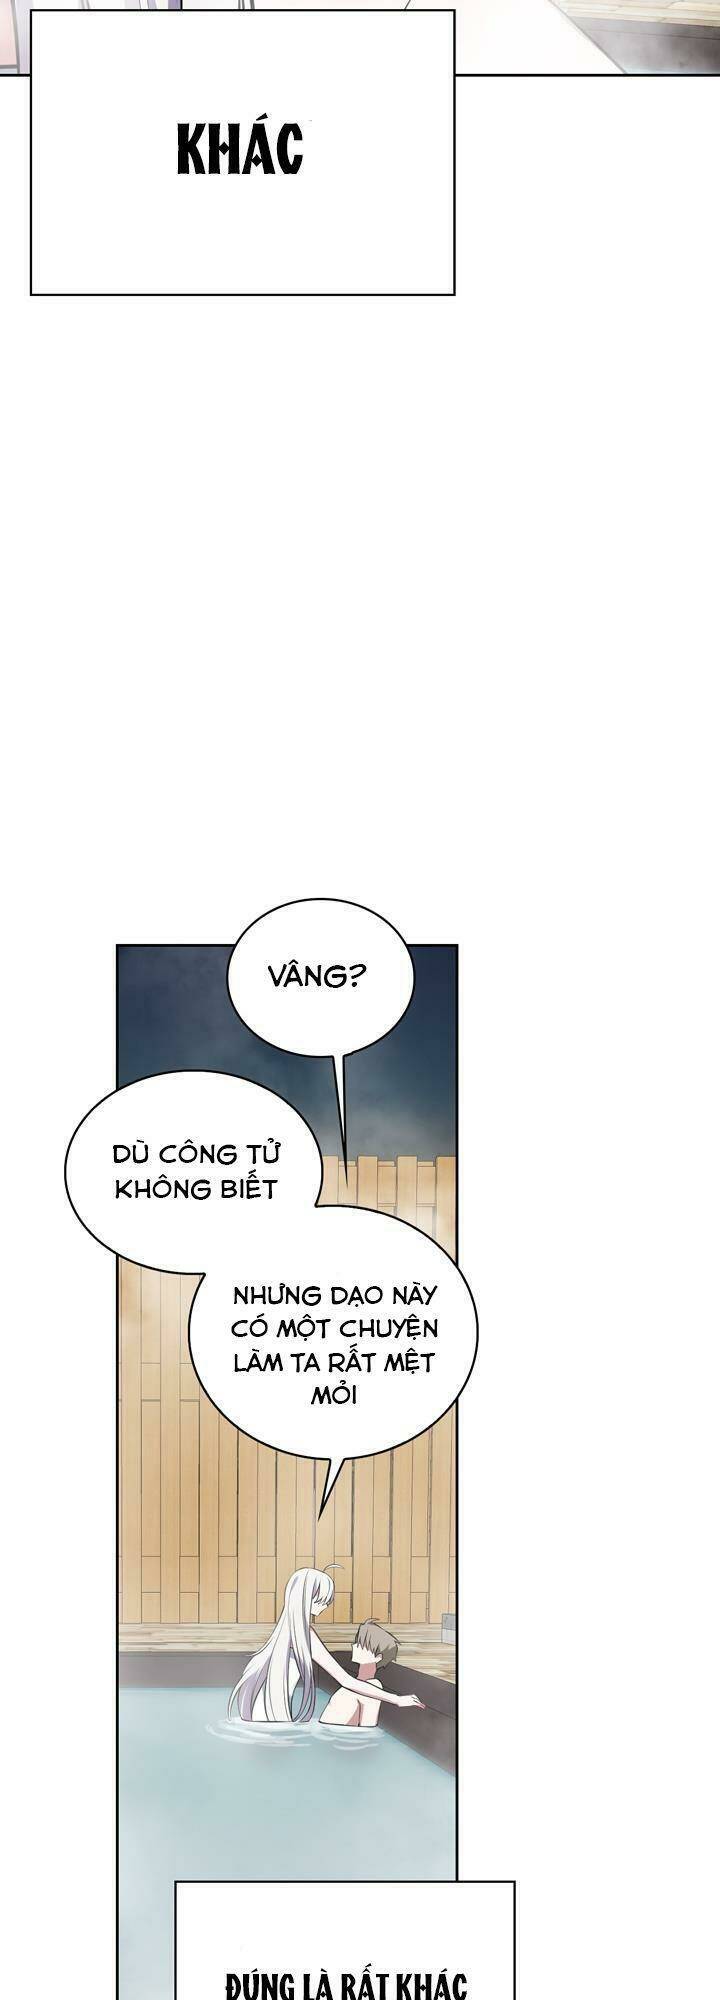 KHÁC
VÂNG?
DÙ CÔNG TỬ
KHÔNG BIẾT
NHƯNG DẠO NÀY
CÓ MỘT CHUYỆN
LÀM TA RẤT MỆT
MỎI
ĐÚNG LÀ RẤT KHÁC